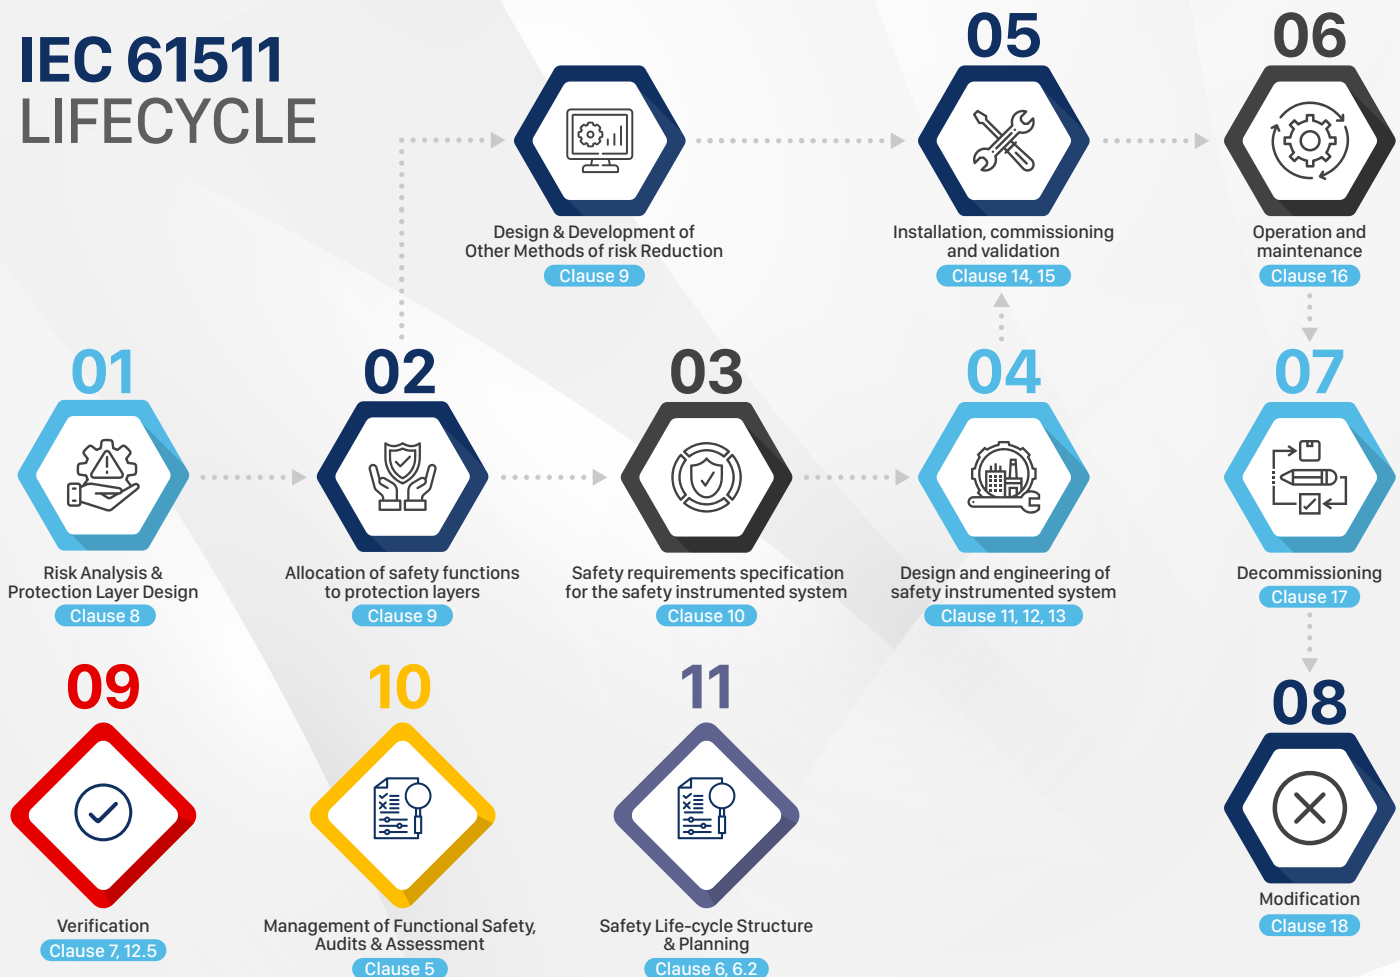 IEC 61511
LIFECYCLE
Design & Development of
Other Methods of risk Reduction
Clause 9
05
Installation, commissioning
and validation
Clause 14, 15
06
Operation and
maintenance
Clause 16
01
Risk Analysis &
Protection Layer Design
Clause 8
02
Allocation of safety functions
to protection layers
Clause 9
03
Safety requirements specification
for the safety instrumented system
Clause 10
04
Design and engineering of
safety instrumented system
Clause 11, 12, 13
07
Decommissioning
Clause 17
09
Verification
Clause 7, 12.5
10
Management of Functional Safety,
Audits & Assessment
Clause 5
11
Safety Life-cycle Structure
& Planning
Clause 6, 6.2
08
Modification
Clause 18